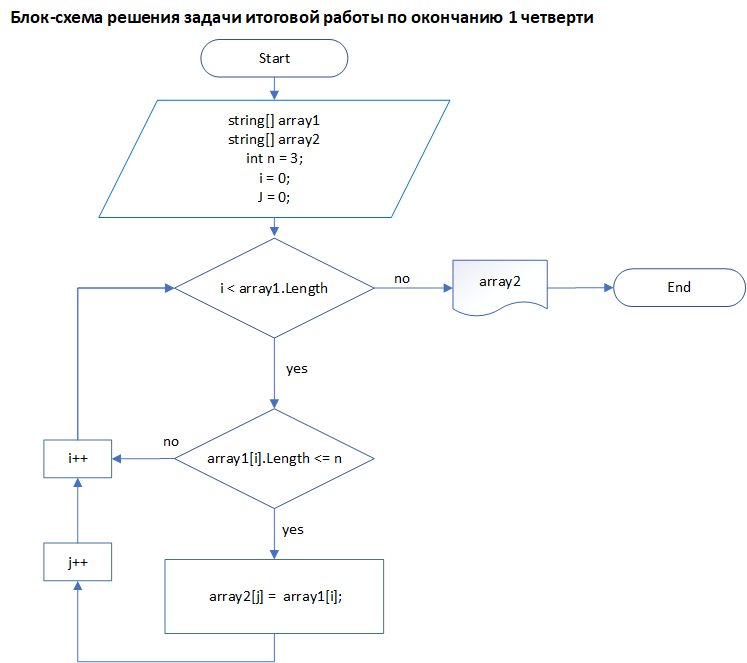 Блок-схема решения задачи итоговой работы по окончанию 1 четверти
Start
string[] array1
string[] array2
int n = 3;
i = 0;
J = 0;
i < array1.Length
no
array2
End
yes
array1[i].Length <= n
no
i++
yes
j++
array2[j] = array1[i];